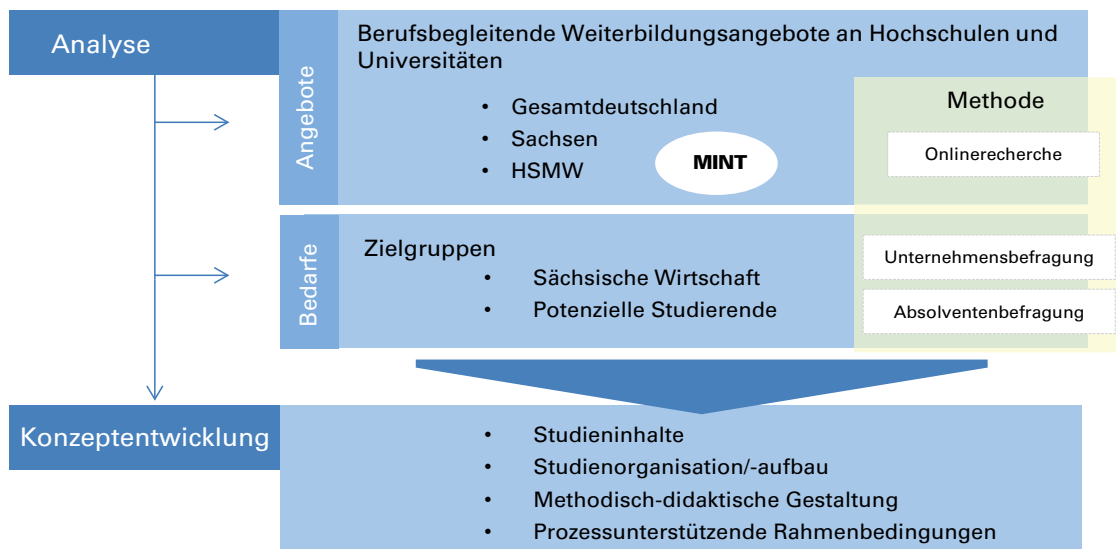 Analyse
Angebote
Berufsbegleitende Weiterbildungsangebote an Hochschulen und
Universitäten
• Gesamtdeutschland
• Sachsen
• HSMW
MINT
Methode
Onlinerecherche
Bedarfe
Zielgruppen
• Sächsische Wirtschaft
• Potenzielle Studierende
Unternehmensbefragung
Absolventenbefragung
Konzeptentwicklung
• Studieninhalte
• Studienorganisation/-aufbau
• Methodisch-didaktische Gestaltung
• Prozessunterstützende Rahmenbedingungen